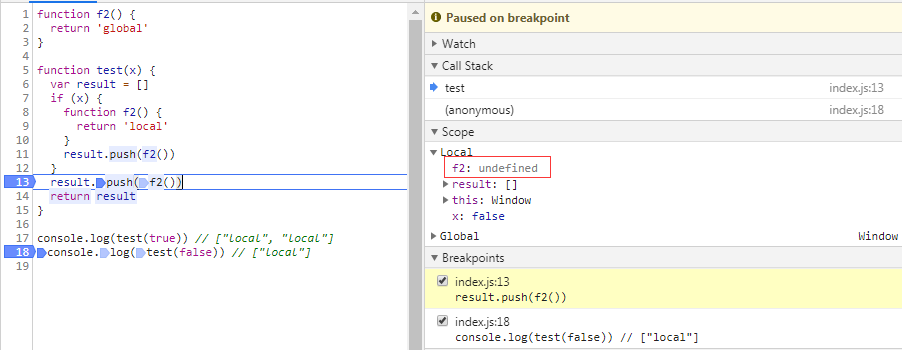 1 function f2() {
2 return 'global'
3 }
4
5 function test(x) {
6 var result = []
7 if (x) {
8 function f2() {
9 return 'local'
10 }
11 result.push(f2())
12 }
13 result.push(f2())
14 return result
15 }
16
17 console.log(test(true)) // ["local", "local"]
18 console.log(test(false)) // ["local"]
19
Paused on breakpoint
Watch
Call Stack
test index.js:13
(anonymous) index.js:18
Scope
Local
f2: undefined
result: []
this: Window
x: false
Global Window
Breakpoints
index.js:13
result.push(f2())
index.js:18
console.log(test(false)) // ["local"]